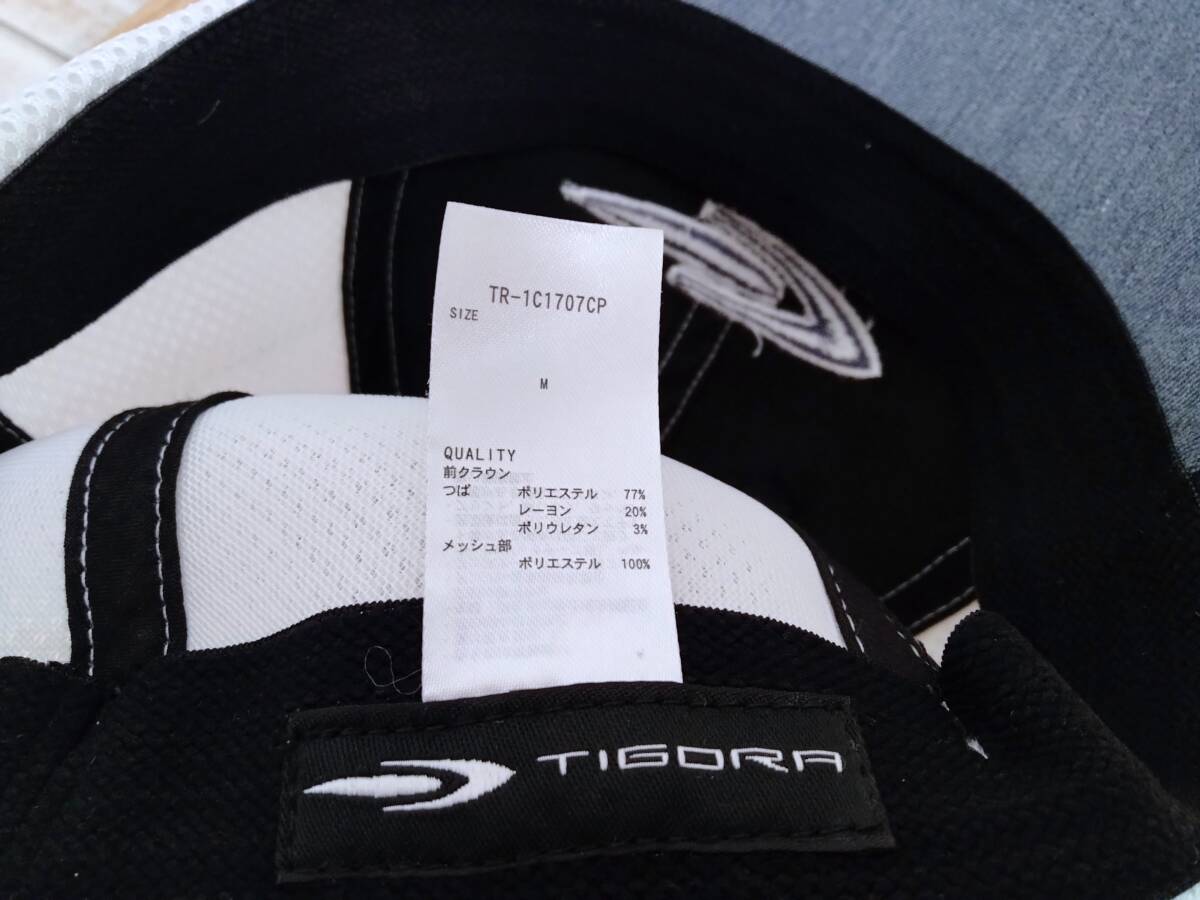 TR-1C1707CP
SIZE
M
QUALITY
前クラウン
つば ポリエステル 77%
レーヨン 20%
ポリウレタン 3%
メッシュ部
ポリエステル 100%
TIGORA